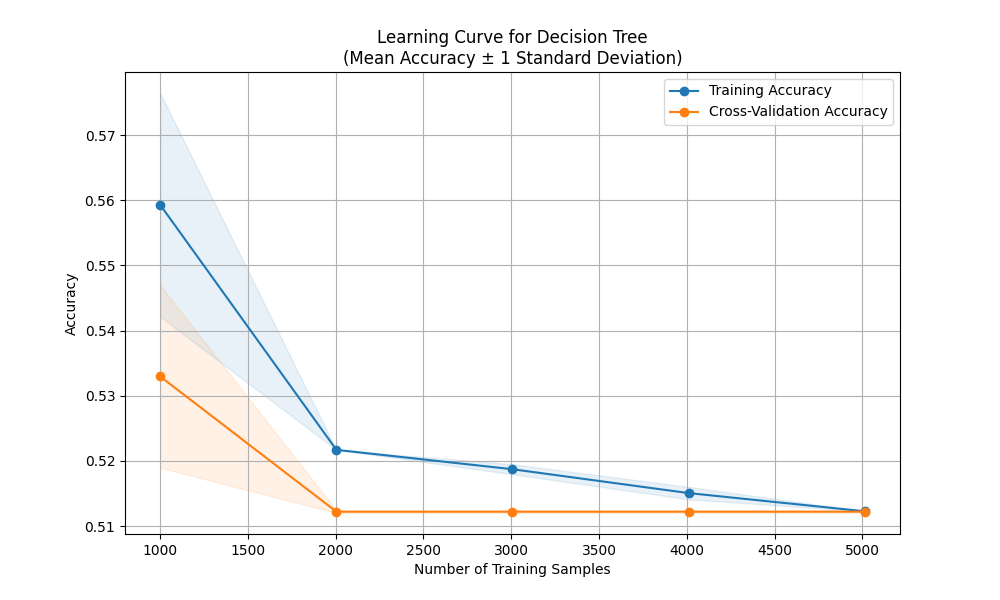 Learning Curve for Decision Tree
(Mean Accuracy ± 1 Standard Deviation)
Training Accuracy
Cross-Validation Accuracy
Accuracy
0.57
0.56
0.55
0.54
0.53
0.52
0.51
1000 1500 2000 2500 3000 3500 4000 4500 5000
Number of Training Samples